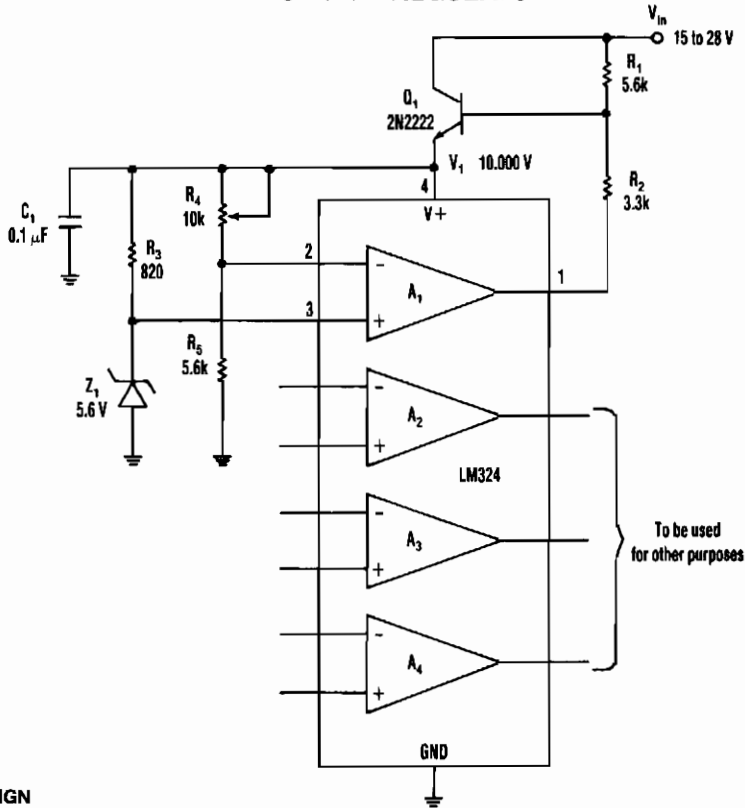 V_in
15 to 28 V
R₁
5.6k
Q₁
2N2222
V₁ 10.000 V
R₂
3.3k
4
V+
C₁
0.1 μF
R₄
10k
R₃
820
2
A₁
1
3
R₅
5.6k
Z₁
5.6 V
A₂
LM324
A₃
To be used
for other purposes
A₄
GND
IGN